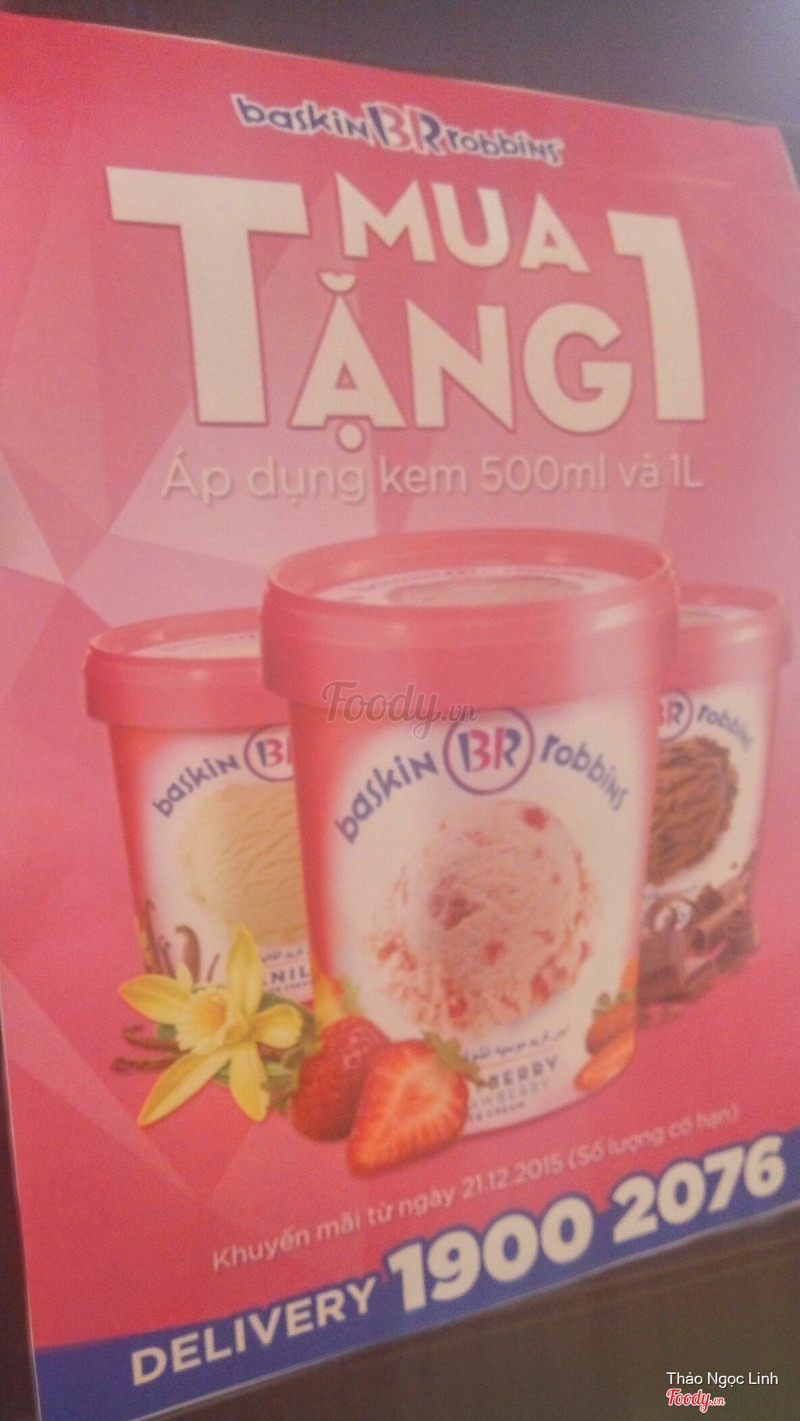 baskin BR robbins
T MUA TẶNG 1
Áp dụng kem 500ml và 1L
Foody.vn
baskin BR robbins
baskin BR robbins
BR robbins
Khuyến mãi từ ngày 21.12.2015 (Số lượng có hạn)
DELIVERY 1900 2076
Thảo Ngọc Linh
Foody.vn